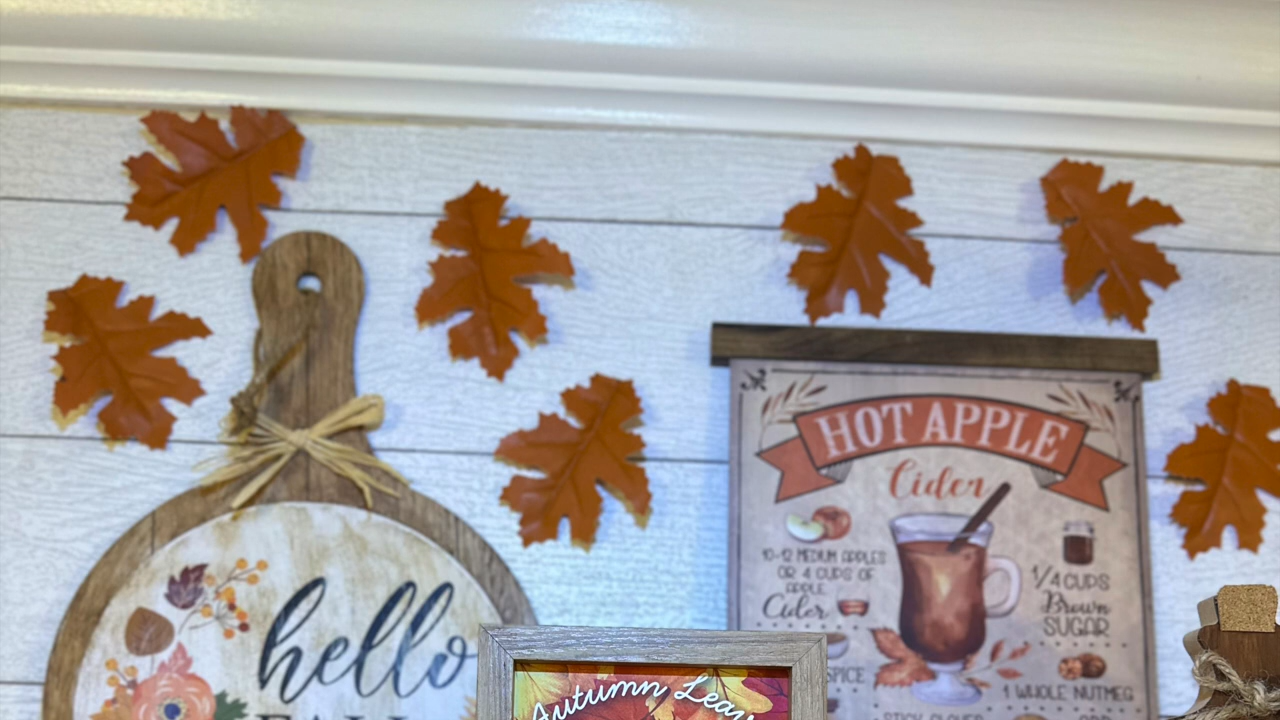 hello
FALL
Autumn Leav
HOT APPLE
Cider
10-12 MEDIUM APPLES
OR 4 CUPS OF
APPLE
Cider
SPICE
1/4 CUPS
Brown
SUGAR
1 WHOLE NUTMEG